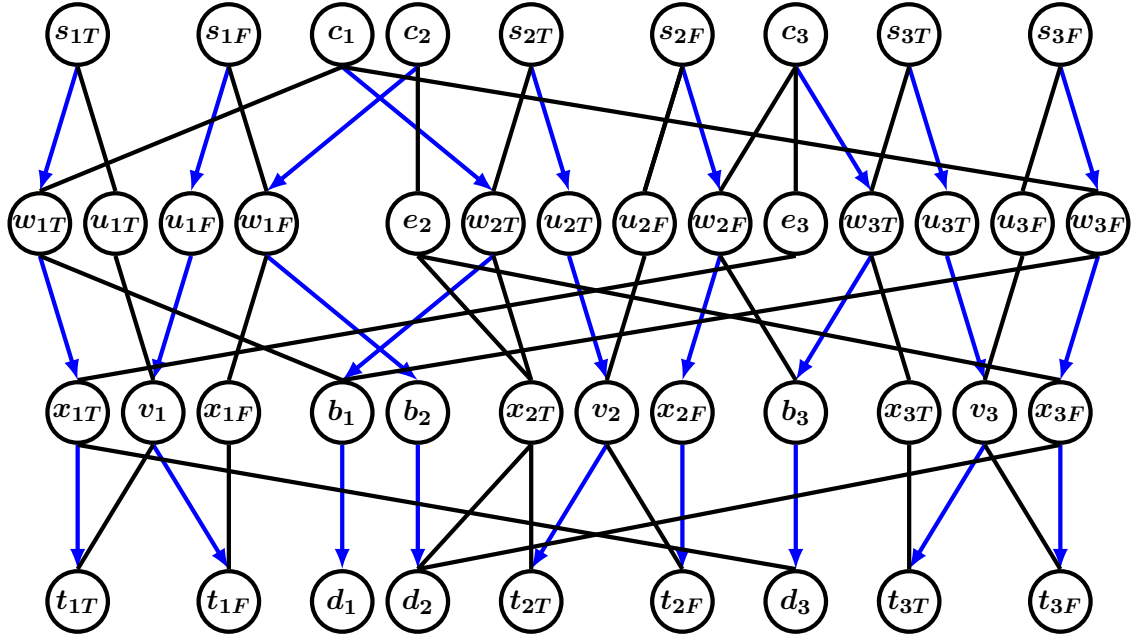 s1T s1F c1 c2 s2T s2F c3 s3T s3F
w1T u1T u1F w1F e2 w2T u2T u2F w2F e3 w3T u3T u3F w3F
x1T v1 x1F b1 b2 x2T v2 x2F b3 x3T v3 x3F
t1T t1F d1 d2 t2T t2F d3 t3T t3F